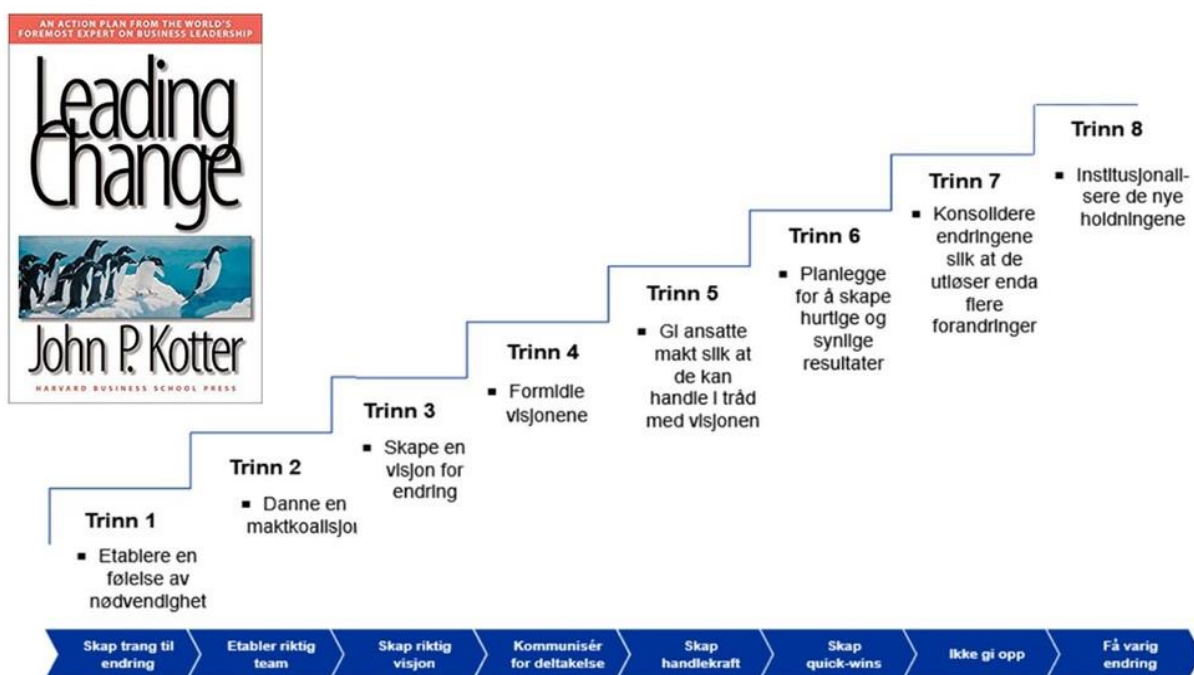 AN ACTION PLAN FROM THE WORLD'S
FOREMOST EXPERT ON BUSINESS LEADERSHIP
Leading
Change
John P. Kotter
HARVARD BUSINESS SCHOOL PRESS
Trinn 1
▪ Etablere en
følelse av
nødvendighet
Trinn 2
▪ Danne en
maktkoalisjoı
Trinn 3
▪ Skape en
visjon for
endring
Trinn 4
▪ Formidle
visjonene
Trinn 5
▪ Gi ansatte
makt slik at
de kan
handle i tråd
med visjonen
Trinn 6
▪ Planlegge
for å skape
hurtige og
synlige
resultater
Trinn 7
▪ Konsolidere
endringene
slik at de
utløser enda
flere
forandringer
Trinn 8
▪ Institusjonali-
sere de nye
holdningene
Skap trang til
endring
Etabler riktig
team
Skap riktig
visjon
Kommunisér
for deltakelse
Skap
handlekraft
Skap
quick-wins
Ikke gi opp
Få varig
endring